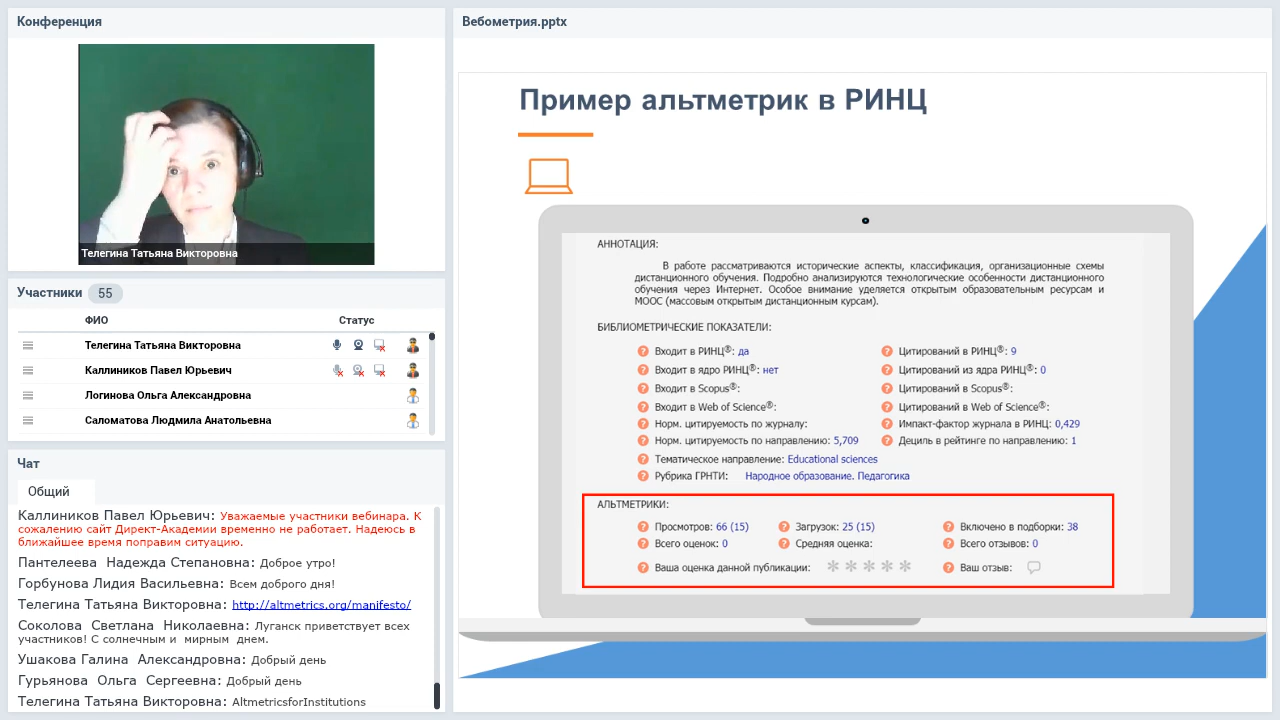 Конференция
Телегина Татьяна Викторовна
Участники 55
ФИО Статус
Телегина Татьяна Викторовна
Каллиников Павел Юрьевич
Логинова Ольга Александровна
Саломатова Людмила Анатольевна
Чат
Общий
Каллиников Павел Юрьевич: Уважаемые участники вебинара. К
сожалению сайт Директ-Академии временно не работает. Надеюсь в
ближайшее время поправим ситуацию.
Пантелеева Надежда Степановна: Доброе утро!
Горбунова Лидия Васильевна: Всем доброго дня!
Телегина Татьяна Викторовна: http://altmetrics.org/manifesto/
Соколова Светлана Николаевна: Луганск приветствует всех
участников! С солнечным и мирным днем.
Ушакова Галина Александровна: Добрый день
Гурьянова Ольга Сергеевна: Добрый день
Телегина Татьяна Викторовна: AltmetricsforInstitutions
Вебометрия.pptx
Пример альтметрик в РИНЦ
АННОТАЦИЯ:
В работе рассматриваются исторические аспекты, классификация, организационные схемы
дистанционного обучения. Подробно анализируются технологические особенности дистанционного
обучения через Интернет. Особое внимание уделяется открытым образовательным ресурсам и
МООС (массовым открытым дистанционным курсам).
БИБЛИОМЕТРИЧЕСКИЕ ПОКАЗАТЕЛИ:
? Входит в РИНЦ®: да ? Цитирований в РИНЦ®: 9
? Входит в ядро РИНЦ®: нет ? Цитирований из ядра РИНЦ®: 0
? Входит в Scopus®: ? Цитирований в Scopus®:
? Входит в Web of Science®: ? Цитирований в Web of Science®:
? Норм. цитируемость по журналу: ? Импакт-фактор журнала в РИНЦ: 0,429
? Норм. цитируемость по направлению: 5,709 ? Дециль в рейтинге по направлению: 1
? Тематическое направление: Educational sciences
? Рубрика ГРНТИ: Народное образование. Педагогика
АЛЬТМЕТРИКИ:
? Просмотров: 66 (15) ? Загрузок: 25 (15) ? Включено в подборки: 38
? Всего оценок: 0 ? Средняя оценка: ? Всего отзывов: 0
? Ваша оценка данной публикации: ? Ваш отзыв: